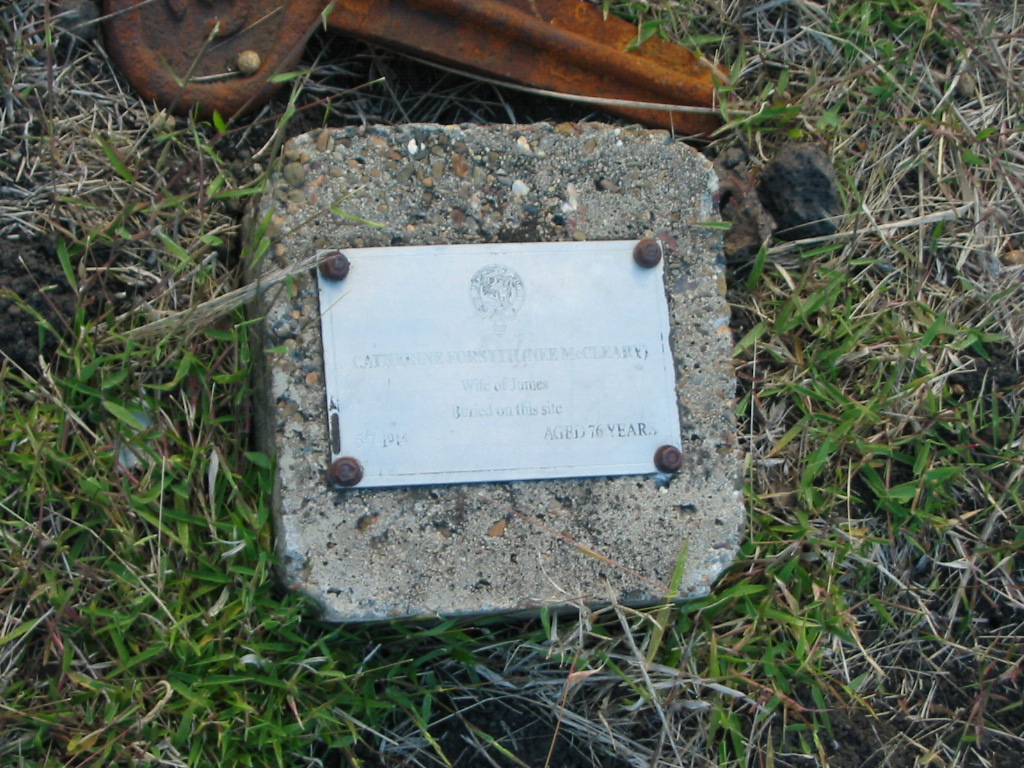 CATHERINE FORSYTH (NEE McCLEARY)
Wife of James
Buried on this site
AGED 76 YEARS